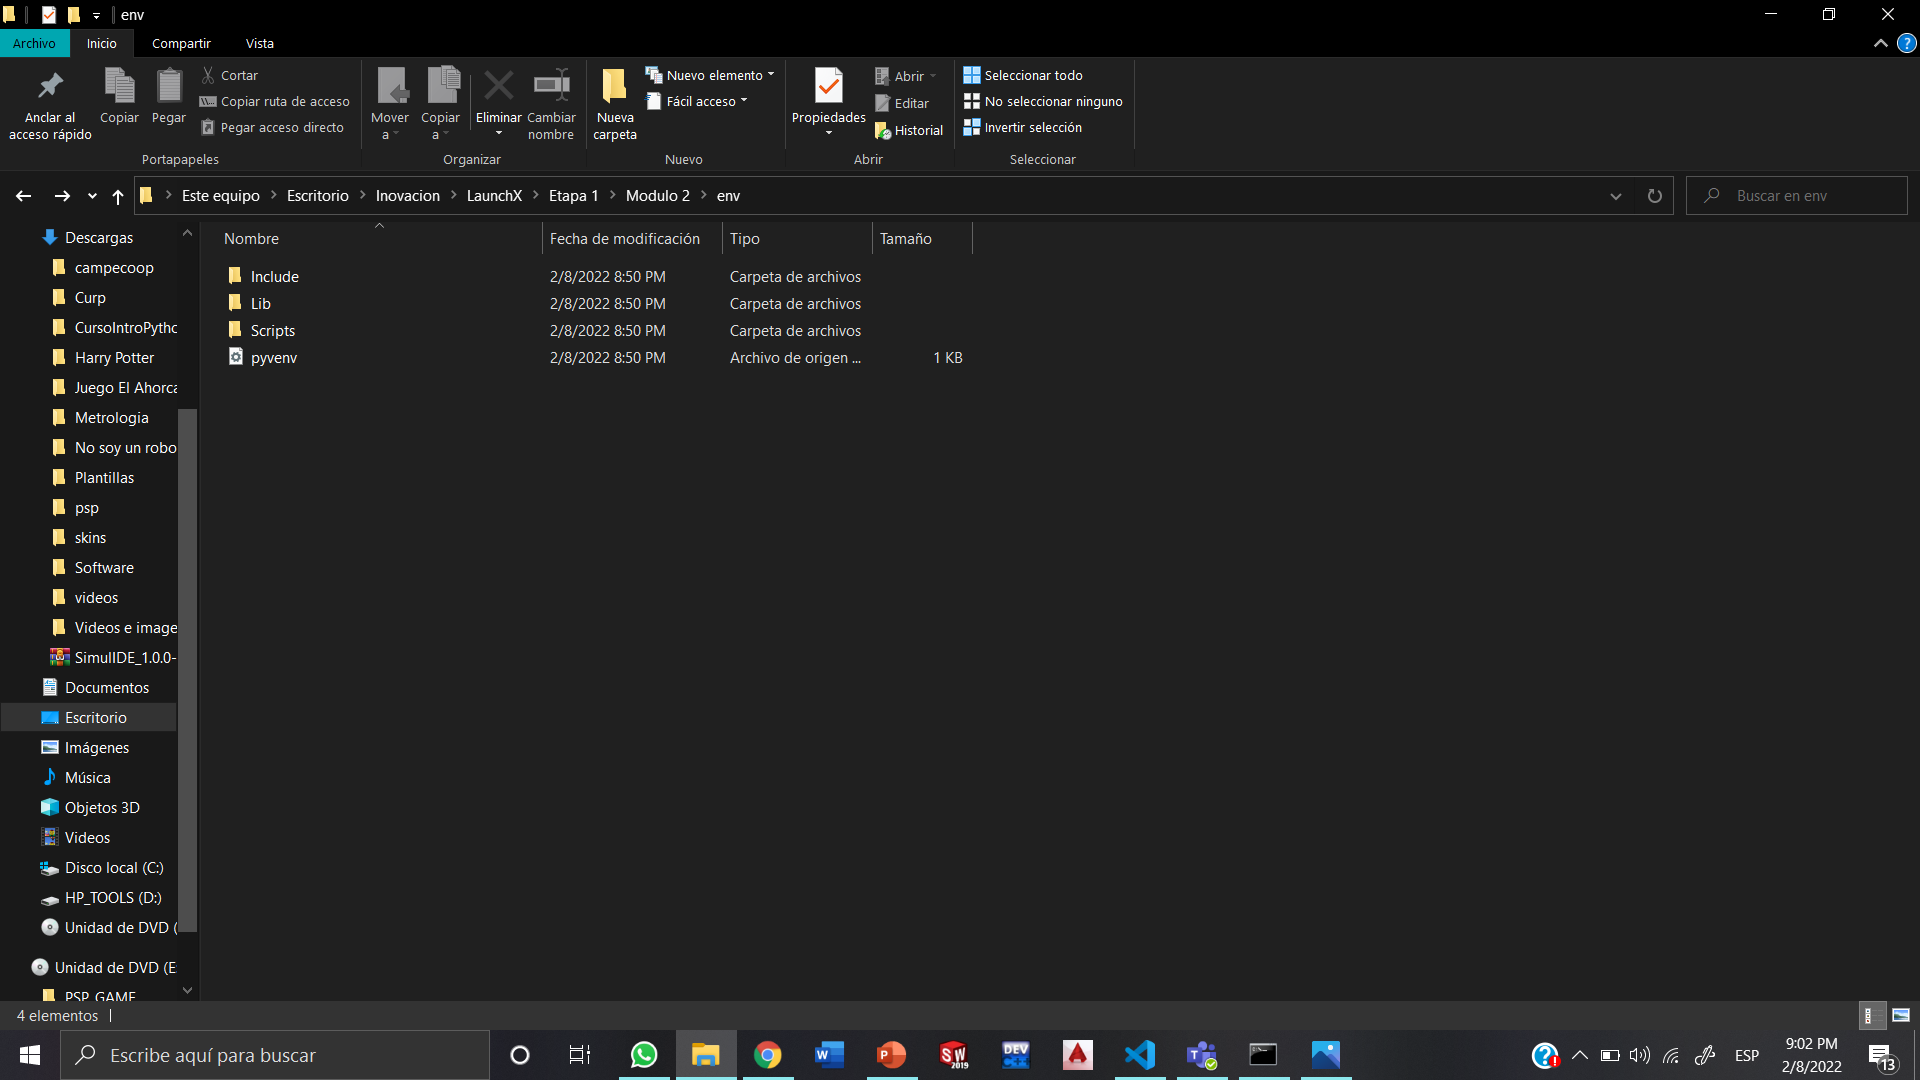 env
Archivo
Inicio
Compartir
Vista
Anclar al
acceso rápido
Copiar
Pegar
Cortar
Copiar ruta de acceso
Pegar acceso directo
Portapapeles
Mover
a
Copiar
a
Eliminar
Cambiar
nombre
Organizar
Nueva
carpeta
Nuevo elemento
Fácil acceso
Nuevo
Propiedades
Abrir
Editar
Historial
Abrir
Seleccionar todo
No seleccionar ninguno
Invertir selección
Seleccionar
Este equipo > Escritorio > Inovacion > LaunchX > Etapa 1 > Modulo 2 > env
Buscar en env
Descargas
campecoop
Curp
CursoIntroPytho
Harry Potter
Juego El Ahorca
Metrologia
No soy un robo
Plantillas
psp
skins
Software
videos
Videos e image
SimulIDE_1.0.0-
Documentos
Escritorio
Imágenes
Música
Objetos 3D
Videos
Disco local (C:)
HP_TOOLS (D:)
Unidad de DVD (
Unidad de DVD (E
PSP_GAME
Nombre Fecha de modificación Tipo Tamaño
Include 2/8/2022 8:50 PM Carpeta de archivos
Lib 2/8/2022 8:50 PM Carpeta de archivos
Scripts 2/8/2022 8:50 PM Carpeta de archivos
pyvenv 2/8/2022 8:50 PM Archivo de origen ... 1 KB
4 elementos
Escribe aquí para buscar
W
P
SW
2019
DEV
C++
ESP
9:02 PM
2/8/2022
13